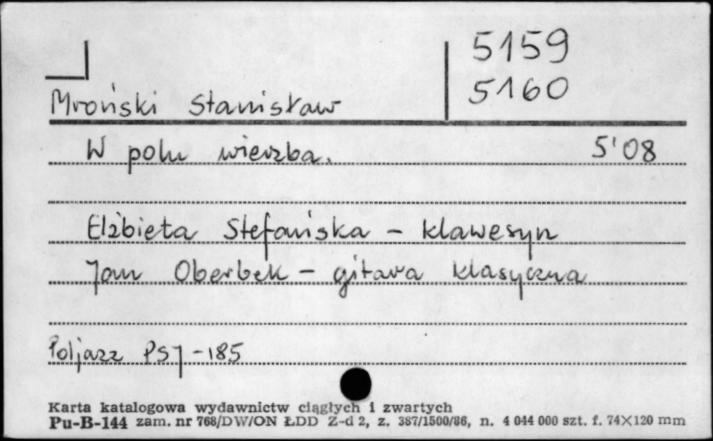 5159
5160
Mroński Stanisław
W polu wierzba. 5'08
Elżbieta Stefańska - klawesyn
Jan Oberbek - gitara klasyczna
Poljazz PSJ-185
Karta katalogowa wydawnictw ciągłych i zwartych
Pu-B-144 zam. nr 768/DW/ON ŁDD Z-d 2, z. 387/1500/86, n. 4 044 000 szt. f. 74×120 mm